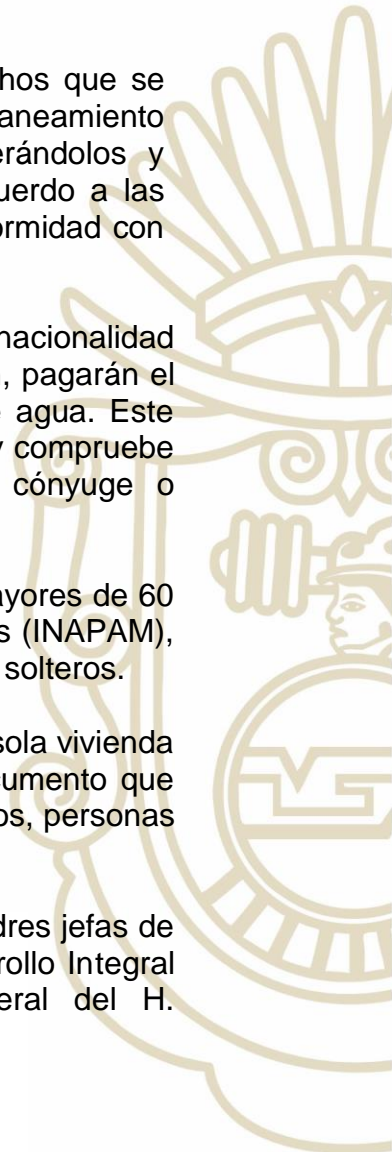 hos que se
aneamiento
erándolos y
uerdo a las
ormidad con
nacionalidad
, pagarán el
agua. Este
y compruebe
cónyuge o
ayores de 60
s (INAPAM),
solteros.
sola vivienda
cumento que
os, personas
dres jefas de
rollo Integral
eral del H.